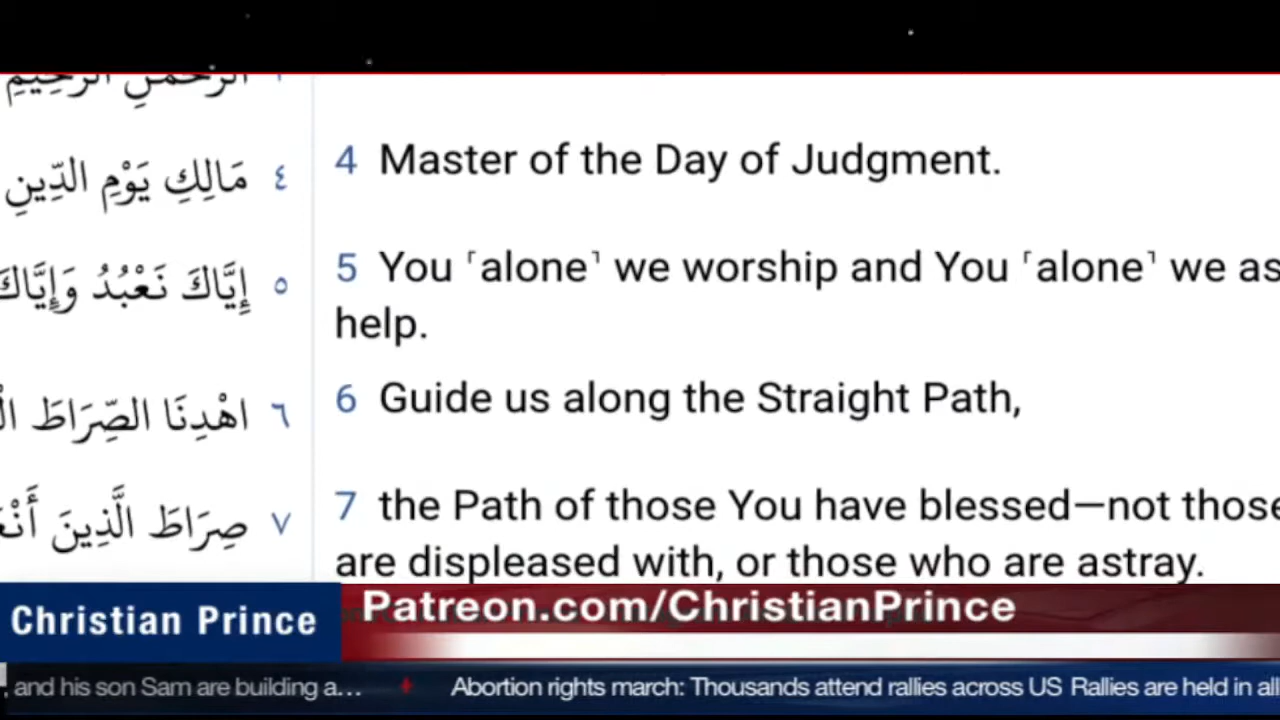 الرَّحْمَٰنِ الرَّحِيمِ
4 Master of the Day of Judgment.
٤ مَالِكِ يَوْمِ الدِّينِ
5 You ⸢alone⸣ we worship and You ⸢alone⸣ we as
help.
٥ إِيَّاكَ نَعْبُدُ وَإِيَّاكَ
6 Guide us along the Straight Path,
٦ اهْدِنَا الصِّرَاطَ
7 the Path of those You have blessed—not those
are displeased with, or those who are astray.
٧ صِرَاطَ الَّذِينَ
Christian Prince
Patreon.com/ChristianPrince
, and his son Sam are building a… Abortion rights march: Thousands attend rallies across US Rallies are held in all